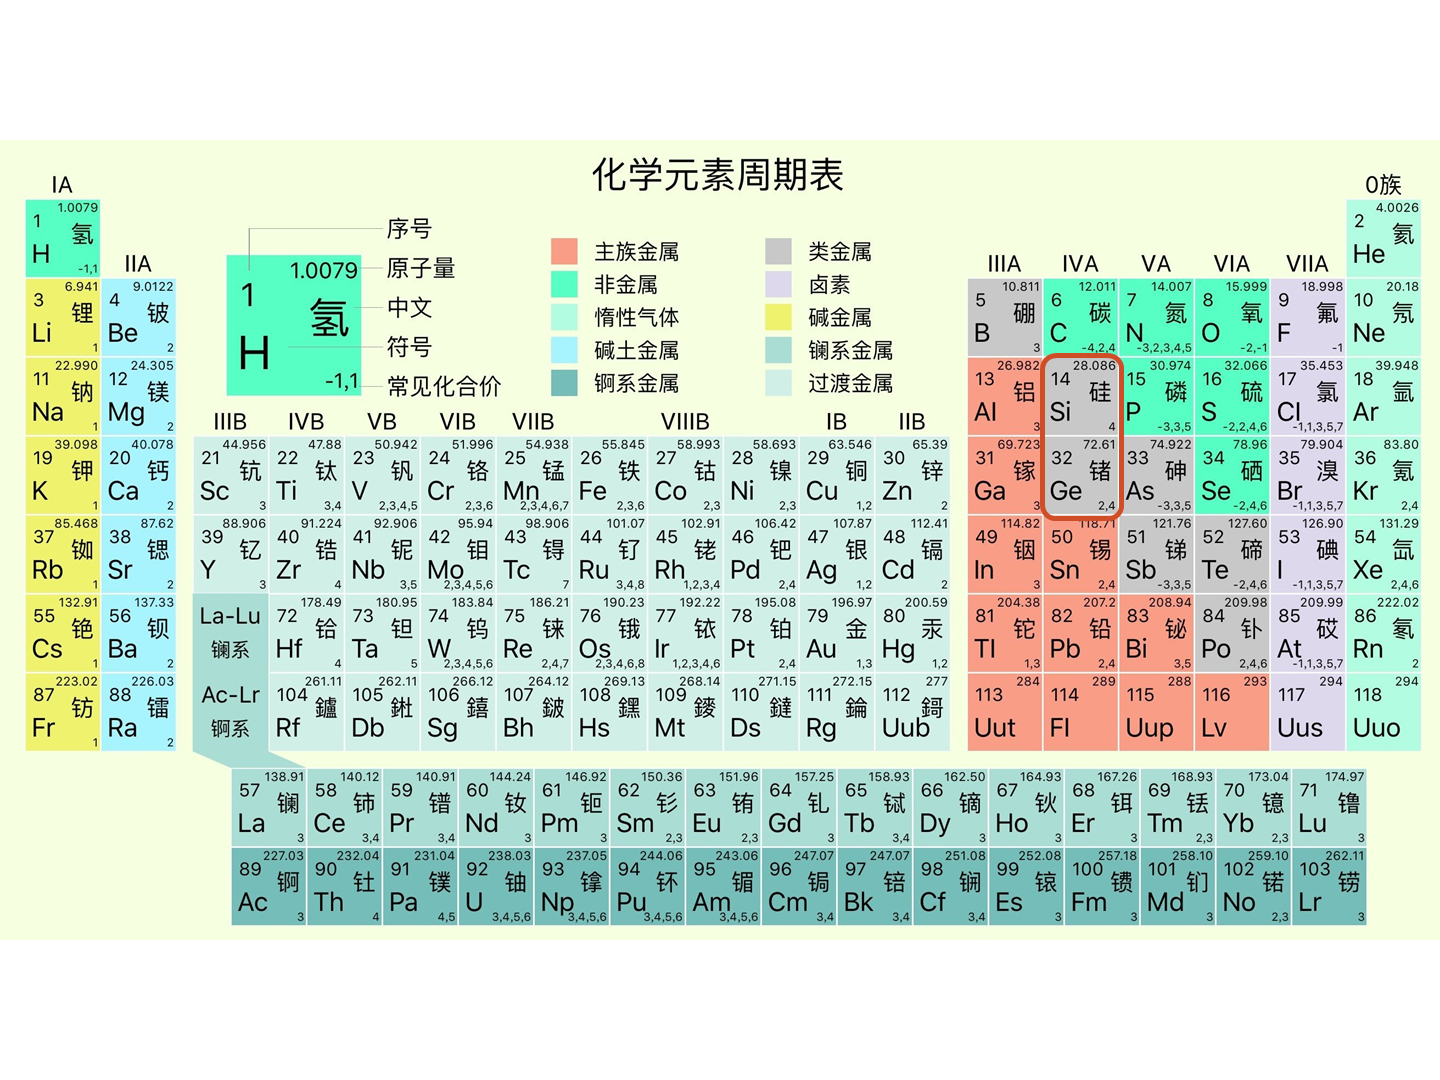 化学元素周期表
IA
IIA
IIIB
IVB
VB
VIB
VIIB
VIIIB
IB
IIB
IIIA
IVA
VA
VIA
VIIA
0族
序号
原子量
中文
符号
常见化合价
1.0079
1
氢
H
-1,1
主族金属
非金属
惰性气体
碱土金属
锕系金属
类金属
卤素
碱金属
镧系金属
过渡金属
1 1.0079 氢 H -1,1
2 4.0026 氦 He
3 6.941 锂 Li 1
4 9.0122 铍 Be 2
5 10.811 硼 B 3
6 12.011 碳 C -4,2,4
7 14.007 氮 N -3,2,3,4,5
8 15.999 氧 O -2,-1
9 18.998 氟 F -1
10 20.18 氖 Ne
11 22.990 钠 Na 1
12 24.305 镁 Mg 2
13 26.982 铝 Al 3
14 28.086 硅 Si 4
15 30.974 磷 P -3,3,5
16 32.066 硫 S -2,2,4,6
17 35.453 氯 Cl -1,1,3,5,7
18 39.948 氩 Ar
19 39.098 钾 K 1
20 40.078 钙 Ca 2
21 44.956 钪 Sc 3
22 47.88 钛 Ti 3,4
23 50.942 钒 V 2,3,4,5
24 51.996 铬 Cr 2,3,6
25 54.938 锰 Mn 2,3,4,6,7
26 55.845 铁 Fe 2,3,6
27 58.993 钴 Co 2,3
28 58.693 镍 Ni 2,3
29 63.546 铜 Cu 1,2
30 65.39 锌 Zn 2
31 69.723 镓 Ga 3
32 72.61 锗 Ge 2,4
33 74.922 砷 As -3,3,5
34 78.96 硒 Se -2,4,6
35 79.904 溴 Br -1,1,3,5,7
36 83.80 氪 Kr 2,4
37 85.468 铷 Rb 1
38 87.62 锶 Sr 2
39 88.906 钇 Y 3
40 91.224 锆 Zr 4
41 92.906 铌 Nb 3,5
42 95.94 钼 Mo 2,3,4,5,6
43 98.906 锝 Tc 7
44 101.07 钌 Ru 3,4,8
45 102.91 铑 Rh 1,2,3,4
46 106.42 钯 Pd 2,4
47 107.87 银 Ag 1,2
48 112.41 镉 Cd 2
49 114.82 铟 In 3
50 118.71 锡 Sn 2,4
51 121.76 锑 Sb -3,3,5
52 127.60 碲 Te -2,4,6
53 126.90 碘 I -1,1,3,5,7
54 131.29 氙 Xe 2,4,6
55 132.91 铯 Cs 1
56 137.33 钡 Ba 2
La-Lu
镧系
72 178.49 铪 Hf 4
73 180.95 钽 Ta 5
74 183.84 钨 W 2,3,4,5,6
75 186.21 铼 Re 2,4,7
76 190.23 锇 Os 2,3,4,6,8
77 192.22 铱 Ir 1,2,3,4,6
78 195.08 铂 Pt 2,4
79 196.97 金 Au 1,3
80 200.59 汞 Hg 1,2
81 204.38 铊 Tl 1,3
82 207.2 铅 Pb 2,4
83 208.94 铋 Bi 3,5
84 209.98 钋 Po 2,4,6
85 209.99 砹 At -1,1,3,5,7
86 222.02 氡 Rn 2
87 223.02 钫 Fr 1
88 226.03 镭 Ra 2
Ac-Lr
锕系
104 261.11 鑪 Rf
105 262.11 Db
106 266.12 鐒 Sg
107 264.12 鈹 Bh
108 269.13 Hs
109 268.14 Mt
110 271.15 鐽 Ds
111 272.15 Rg
112 277 Uub
113 284 Uut
114 289 Fl
115 288 Uup
116 293 Lv
117 294 Uus
118 294 Uuo
57 138.91 镧 La 3
58 140.12 铈 Ce 3,4
59 140.91 镨 Pr 3,4
60 144.24 钕 Nd 3
61 146.92 钷 Pm 3
62 150.36 钐 Sm 2,3
63 151.96 铕 Eu 2,3
64 157.25 钆 Gd 3
65 158.93 铽 Tb 3,4
66 162.50 镝 Dy 3
67 164.93 钬 Ho 3
68 167.26 铒 Er 3
69 168.93 铥 Tm 2,3
70 173.04 镱 Yb 2,3
71 174.97 镥 Lu 3
89 227.03 锕 Ac 3
90 232.04 钍 Th 4
91 231.04 镤 Pa 4,5
92 238.03 铀 U 3,4,5,6
93 237.05 镎 Np 3,4,5,6
94 244.06 钚 Pu 3,4,5,6
95 243.06 镅 Am 3,4,5,6
96 247.07 锔 Cm 3,4
97 247.07 锫 Bk 3,4
98 251.08 锎 Cf 3,4
99 252.08 锿 Es 3
100 257.18 镄 Fm 3
101 258.10 钔 Md 3
102 259.10 锘 No 2,3
103 262.11 铹 Lr 3